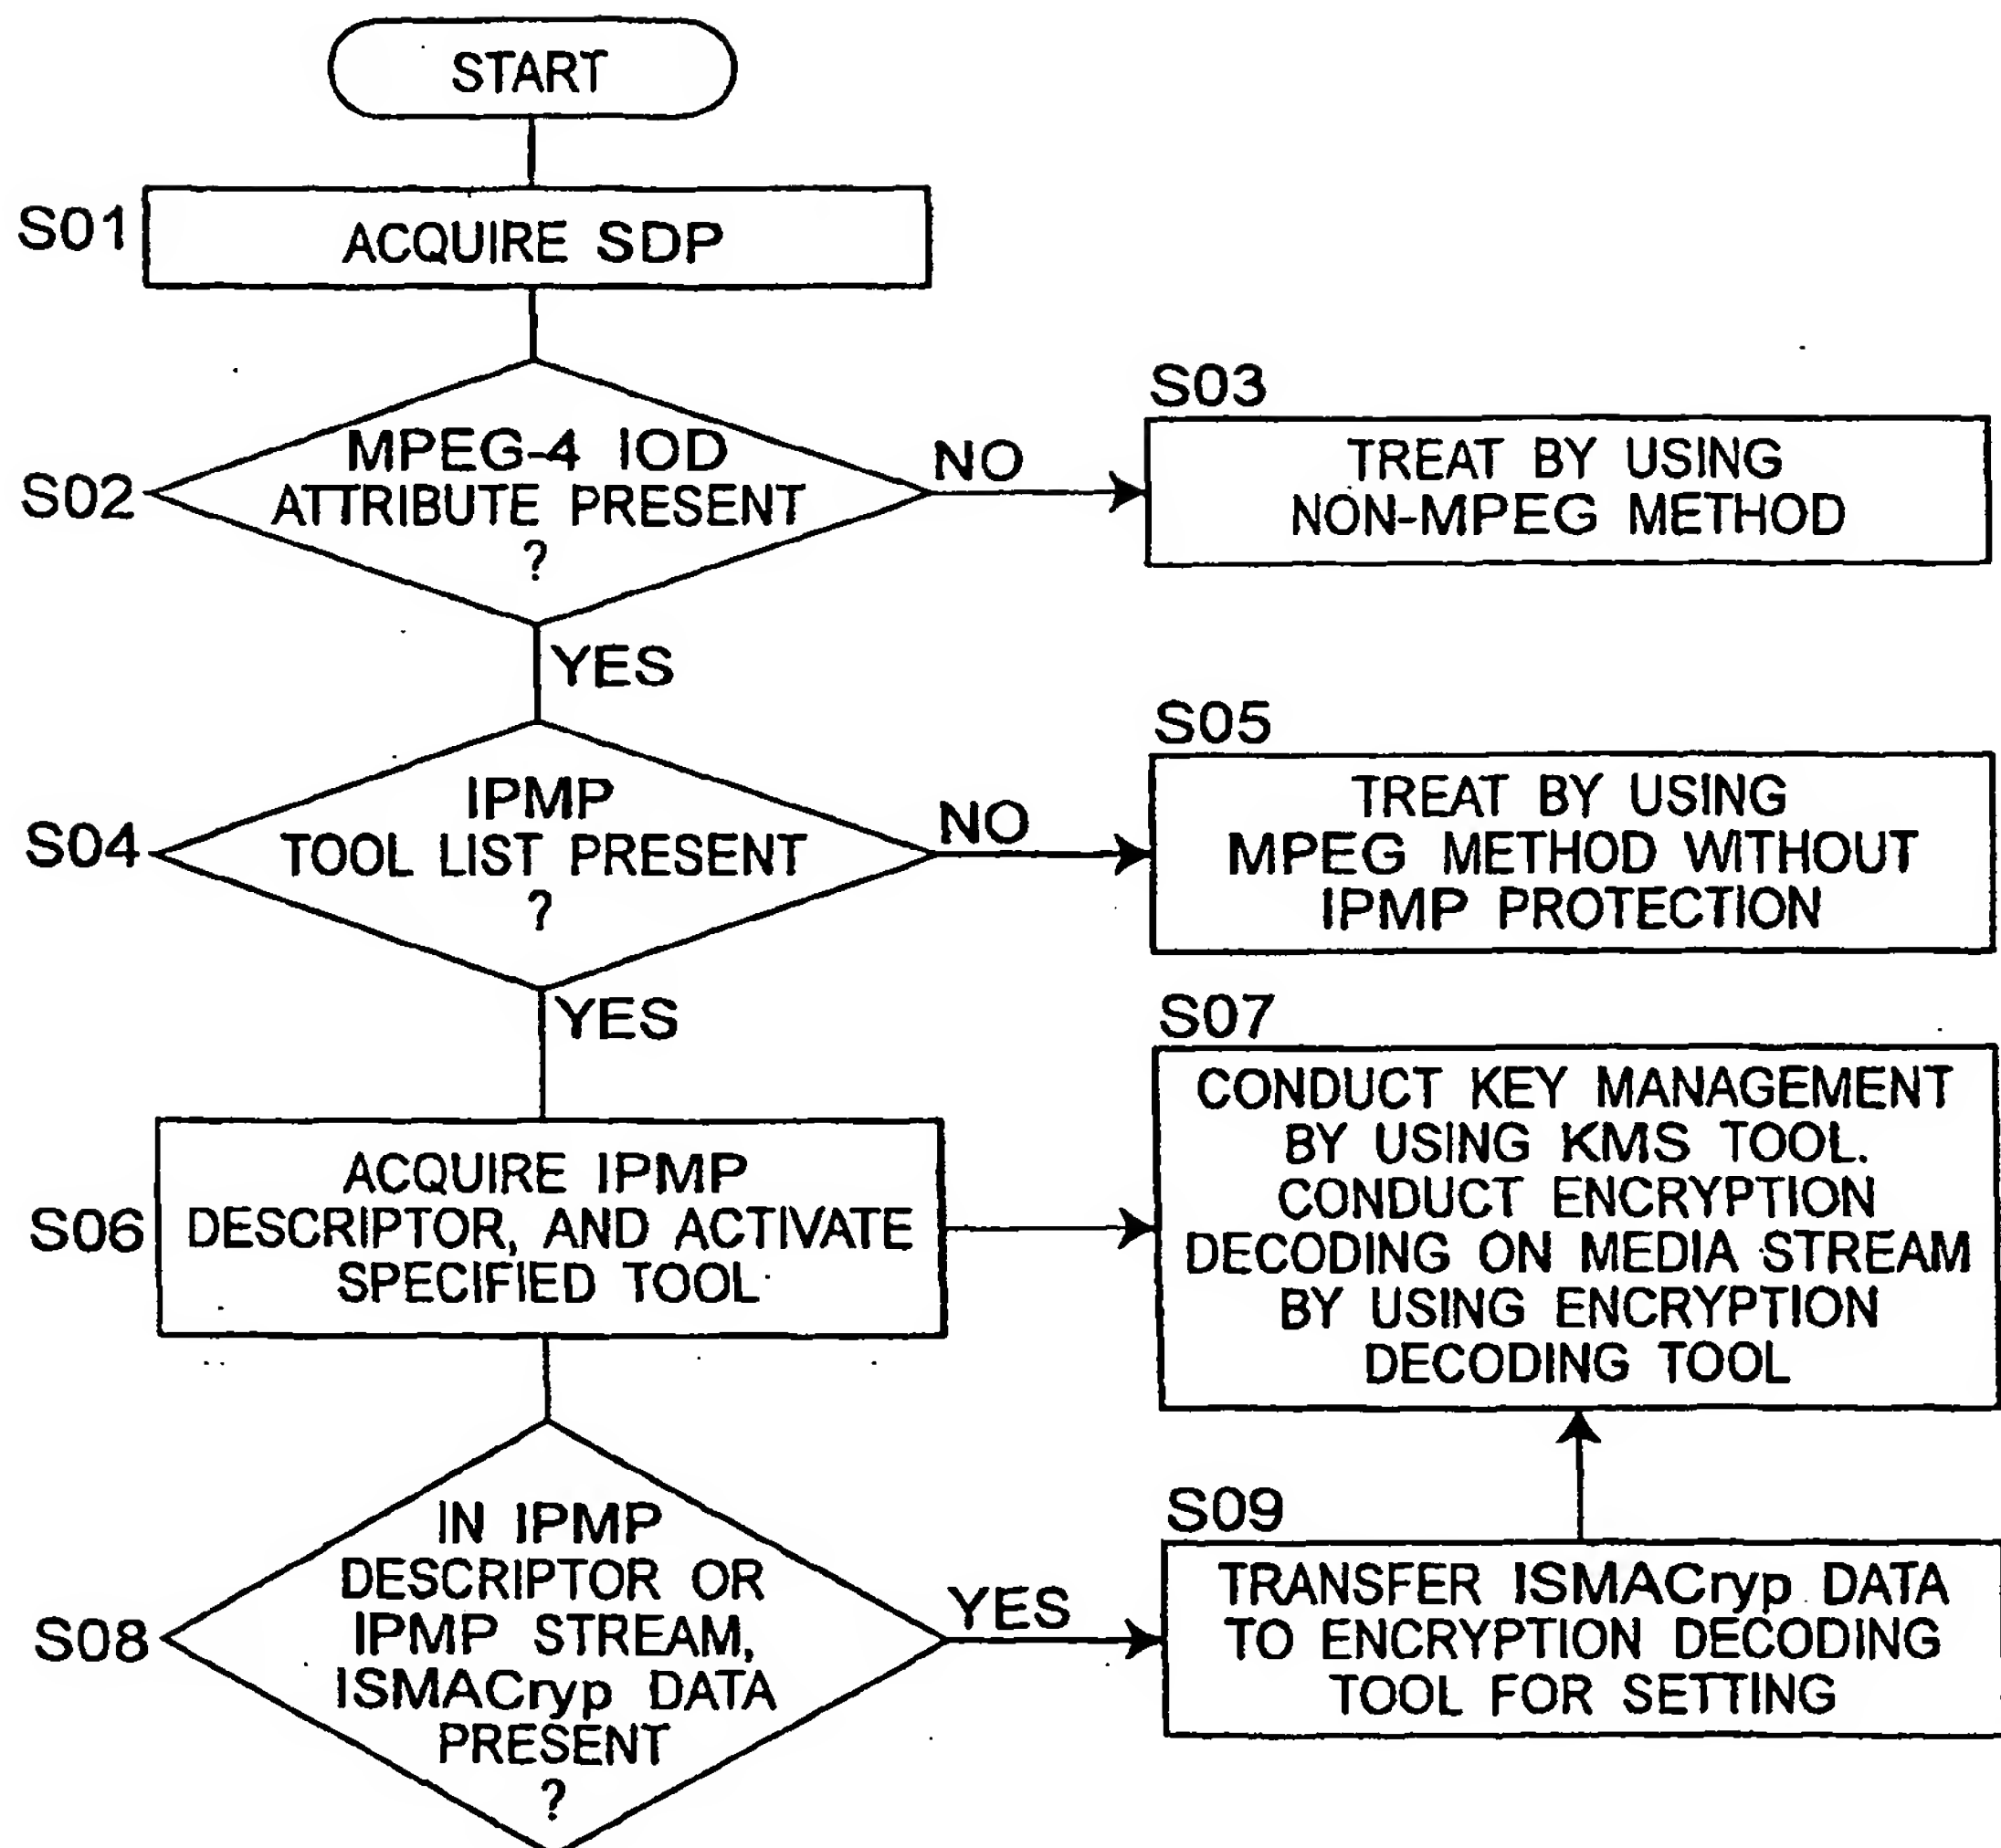 START
S01
ACQUIRE SDP
S02
MPEG-4 IOD
ATTRIBUTE PRESENT
?
NO
S03
TREAT BY USING
NON-MPEG METHOD
YES
S04
IPMP
TOOL LIST PRESENT
?
NO
S05
TREAT BY USING
MPEG METHOD WITHOUT
IPMP PROTECTION
YES
S06
ACQUIRE IPMP
DESCRIPTOR, AND ACTIVATE
SPECIFIED TOOL
S07
CONDUCT KEY MANAGEMENT
BY USING KMS TOOL.
CONDUCT ENCRYPTION
DECODING ON MEDIA STREAM
BY USING ENCRYPTION
DECODING TOOL
S08
IN IPMP
DESCRIPTOR OR
IPMP STREAM,
ISMACryp DATA
PRESENT
?
YES
S09
TRANSFER ISMACryp DATA
TO ENCRYPTION DECODING
TOOL FOR SETTING